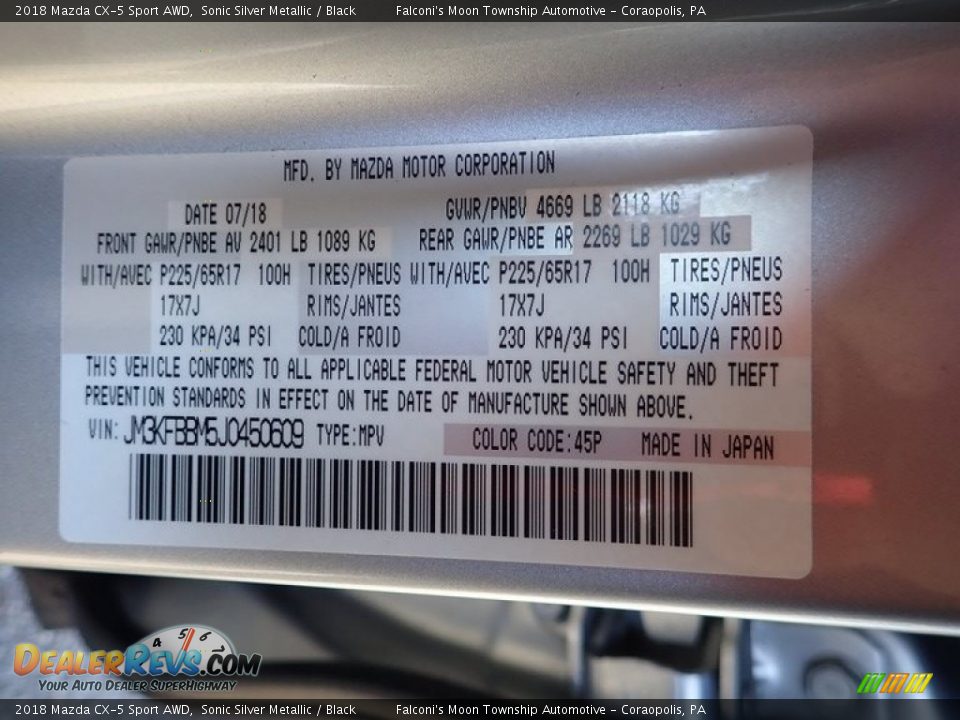 2018 Mazda CX-5 Sport AWD, Sonic Silver Metallic / Black Falconi's Moon Township Automotive - Coraopolis, PA
MFD. BY MAZDA MOTOR CORPORATION
DATE 07/18 GVWR/PNBV 4669 LB 2118 KG
FRONT GAWR/PNBE AV 2401 LB 1089 KG REAR GAWR/PNBE AR 2269 LB 1029 KG
WITH/AVEC P225/65R17 100H TIRES/PNEUS WITH/AVEC P225/65R17 100H TIRES/PNEUS
17X7J RIMS/JANTES 17X7J RIMS/JANTES
230 KPA/34 PSI COLD/A FROID 230 KPA/34 PSI COLD/A FROID
THIS VEHICLE CONFORMS TO ALL APPLICABLE FEDERAL MOTOR VEHICLE SAFETY AND THEFT
PREVENTION STANDARDS IN EFFECT ON THE DATE OF MANUFACTURE SHOWN ABOVE.
VIN: JM3KFBBM5J0450609 TYPE:MPV COLOR CODE:45P MADE IN JAPAN
4 5 6
DealerRevs.com
Your Auto Dealer SuperHighway
2018 Mazda CX-5 Sport AWD, Sonic Silver Metallic / Black Falconi's Moon Township Automotive - Coraopolis, PA